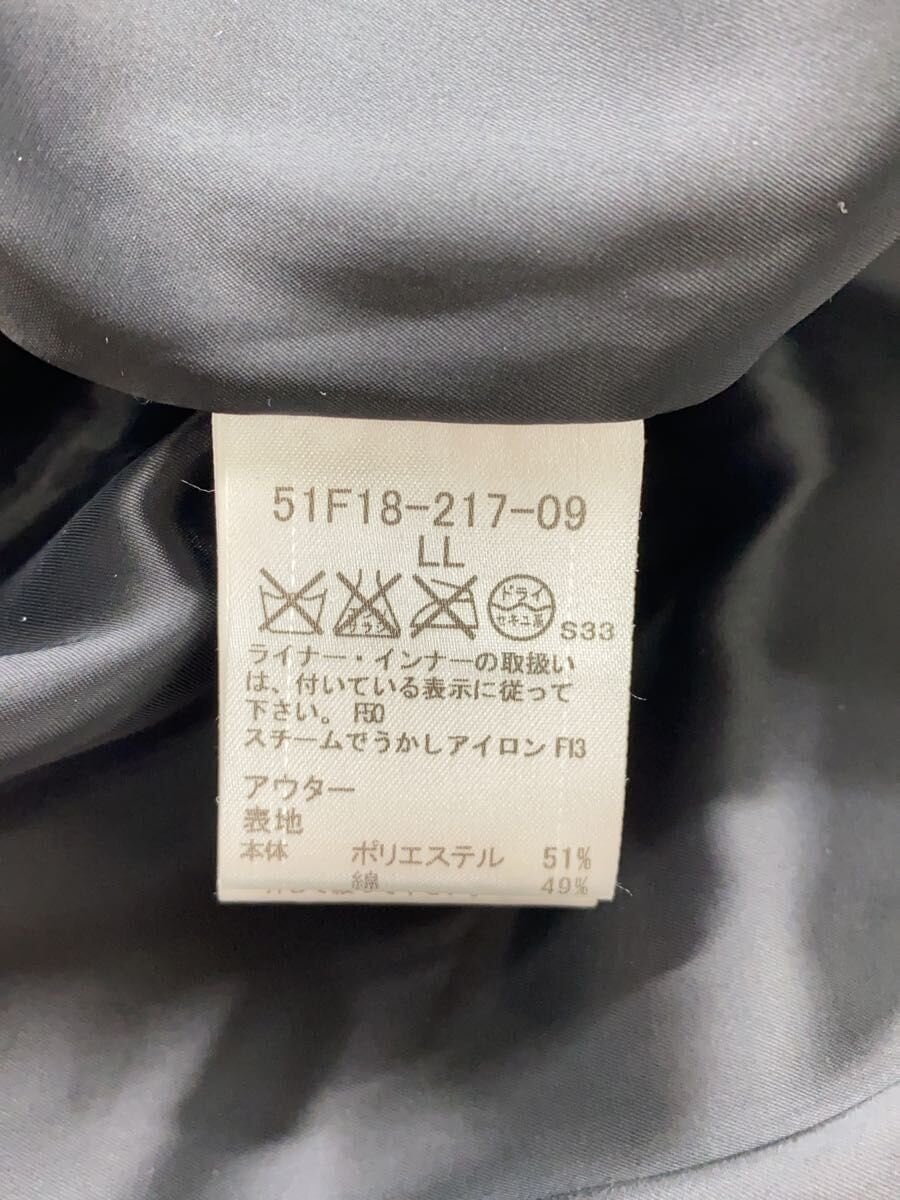 51F18-217-09
LL
エンソ
ドライ
セキユ系
S33
ライナー・インナーの取扱い
は、付いている表示に従って
下さい。 F50
スチームでうかしアイロン F13
アウター
表地
本体 ポリエステル 51%
綿 49%